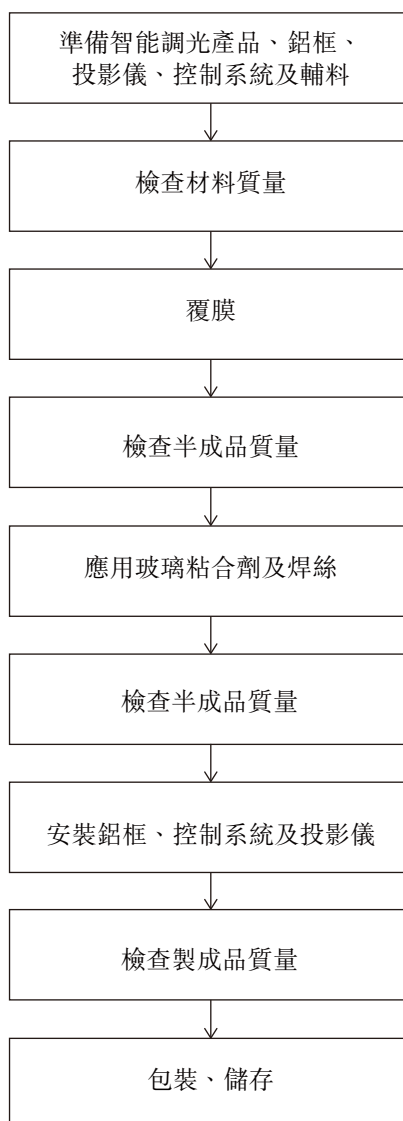 準備智能調光產品、鋁框、
投影儀、控制系統及輔料
檢查材料質量
覆膜
檢查半成品質量
應用玻璃粘合劑及焊絲
檢查半成品質量
安裝鋁框、控制系統及投影儀
檢查製成品質量
包裝、儲存